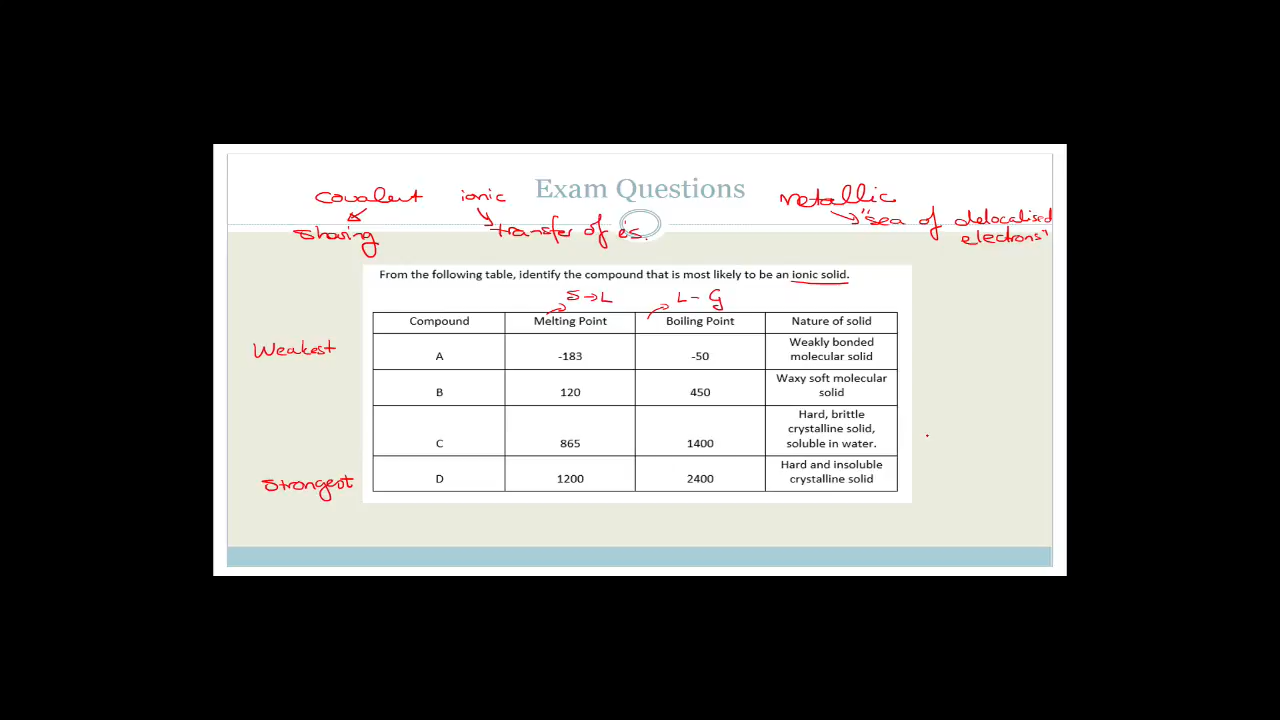 Exam Questions
covalent ionic metallic
sharing transfer of e's. "sea of delocalised
electrons"
From the following table, identify the compound that is most likely to be an ionic solid.
S→L L-G
Compound Melting Point Boiling Point Nature of solid
Weakest
A -183 -50 Weakly bonded
molecular solid
B 120 450 Waxy soft molecular
solid
C 865 1400 Hard, brittle
crystalline solid,
soluble in water.
Strongest
D 1200 2400 Hard and insoluble
crystalline solid